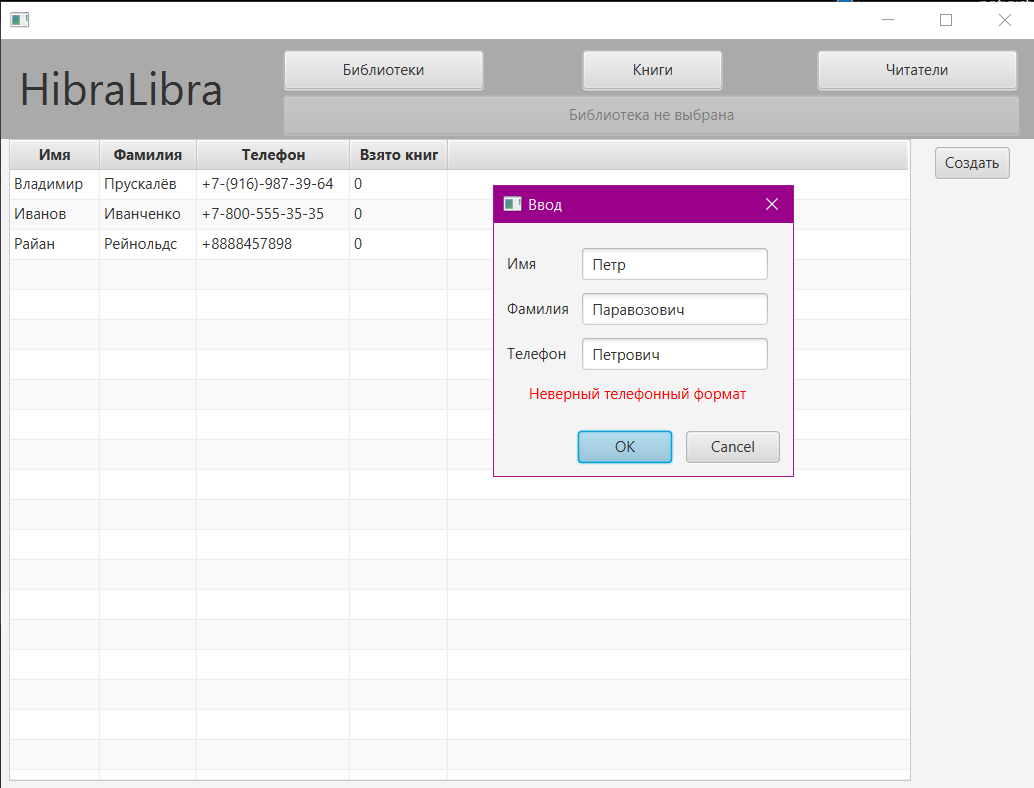 HibraLibra
Библиотеки Книги Читатели
Библиотека не выбрана
Имя Фамилия Телефон Взято книг
Создать
Владимир Прускалёв +7-(916)-987-39-64 0
Иванов Иванченко +7-800-555-35-35 0
Райан Рейнольдс +8888457898 0
Ввод
Имя Петр
Фамилия Паравозович
Телефон Петрович
Неверный телефонный формат
OK Cancel